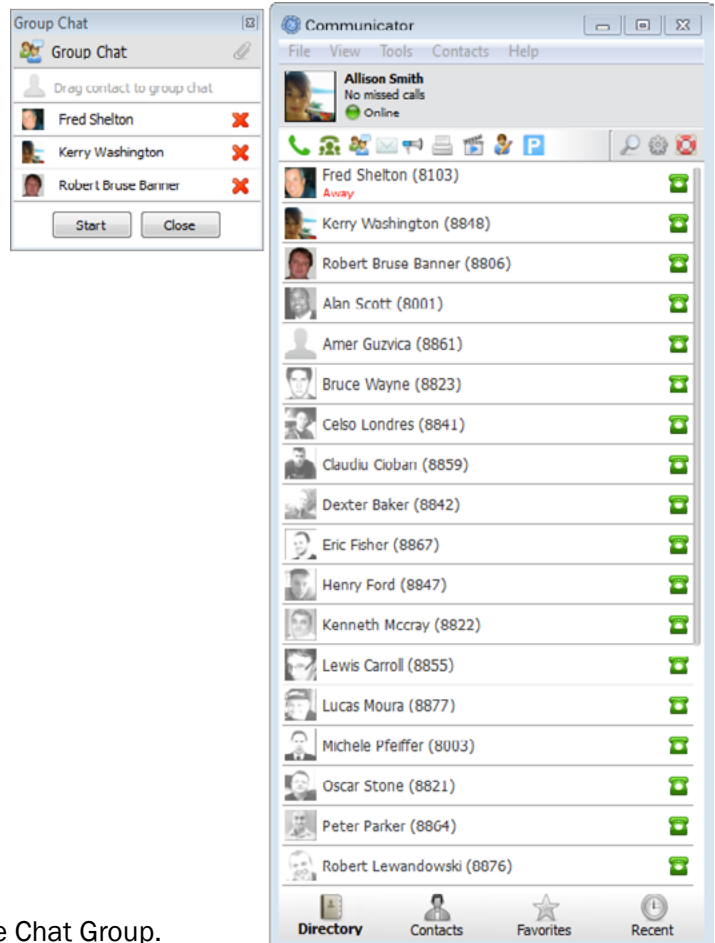 Group Chat
Group Chat
Drag contact to group chat
Fred Shelton
Kerry Washington
Robert Bruse Banner
Start Close
Communicator
File View Tools Contacts Help
Allison Smith
No missed calls
Online
P
Fred Shelton (8103)
Away
Kerry Washington (8848)
Robert Bruse Banner (8806)
Alan Scott (8001)
Amer Guzvica (8861)
Bruce Wayne (8823)
Celso Londres (8841)
Claudiu Cioban (8859)
Dexter Baker (8842)
Eric Fisher (8867)
Henry Ford (8847)
Kenneth Mccray (8822)
Lewis Carroll (8855)
Lucas Moura (8877)
Michele Pfeiffer (8003)
Oscar Stone (8821)
Peter Parker (8864)
Robert Lewandowski (8876)
Directory Contacts Favorites Recent
e Chat Group.